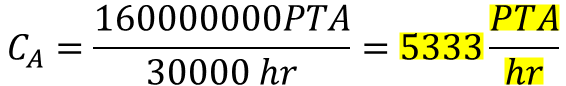 C_A = 160000000PTA / 30000 hr = 5333 PTA / hr